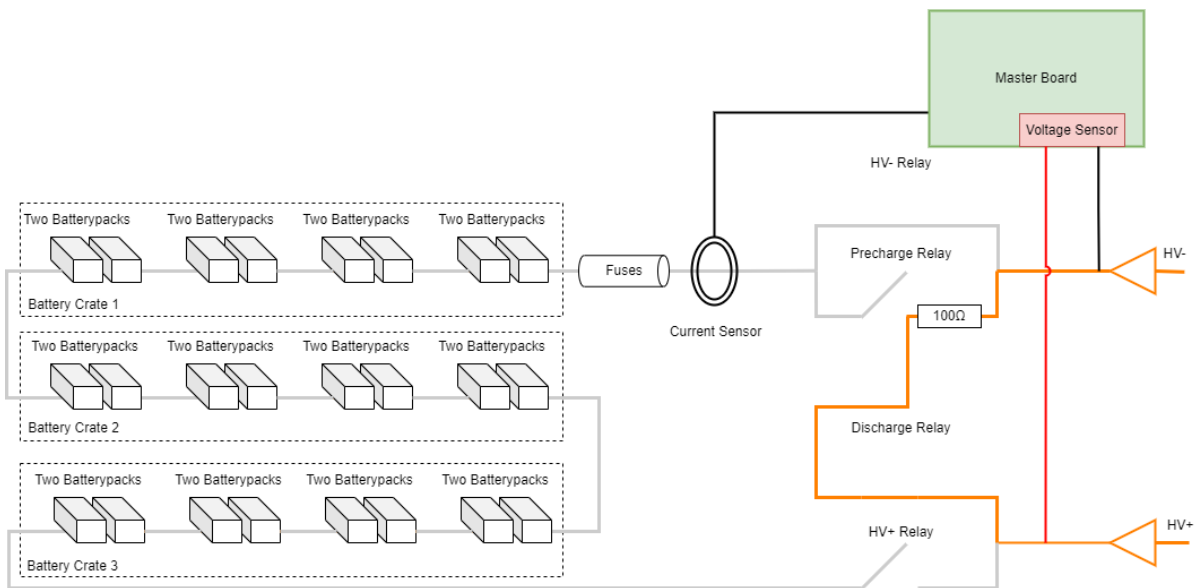 Master Board
Voltage Sensor
HV- Relay
Two Batterypacks
Two Batterypacks
Two Batterypacks
Two Batterypacks
Battery Crate 1
Fuses
Current Sensor
Precharge Relay
100Ω
HV-
Two Batterypacks
Two Batterypacks
Two Batterypacks
Two Batterypacks
Battery Crate 2
Discharge Relay
Two Batterypacks
Two Batterypacks
Two Batterypacks
Two Batterypacks
Battery Crate 3
HV+ Relay
HV+